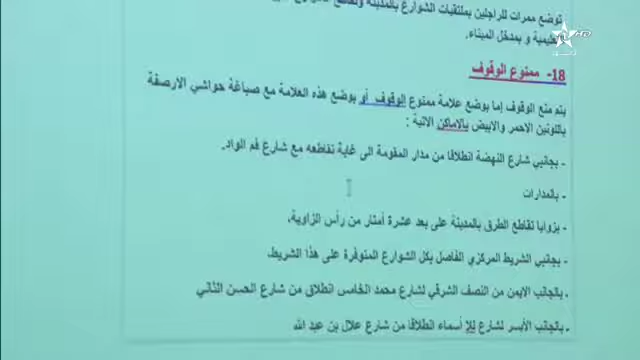 توضع ممرات للراجلين بملتقيات الشوارع بالمدينة
و بمدخل الميناء.
18- ممنوع الوقوف
يتم منع الوقوف إما بوضع علامة ممنوع الوقوف أو بوضع هذه العلامة مع صباغة حواشي الارصفة
باللونين الاحمر والابيض بالاماكن الاتية :
- بجانبي شارع النهضة انطلاقا من مدار المقومة الى غاية تقاطعه مع شارع فم الواد.
- بالمدارات
- بزوايا تقاطع الطرق بالمدينة على بعد عشرة أمتار من رأس الزاوية.
- بجانبي الشريط المركزي الفاصل بكل الشوارع المتوفرة على هذا الشريط.
- بالجانب الايمن من النصف الشرقي لشارع محمد الخامس انطلاق من شارع الحسن الثاني
- بالجانب الأيسر لشارع للا أسماء انطلاقا من شارع علال بن عبد الله